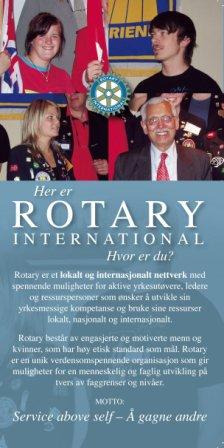 RIEN
ROTARY
INTERNATIONAL
Her er
ROTARY
INTERNATIONAL
Hvor er du?
Rotary er et lokalt og internasjonalt nettverk med
spennende muligheter for aktive yrkesutøvere, ledere
og ressurspersoner som ønsker å utvikle sin
yrkesmessige kompetanse og bruke sine ressurser
lokalt, nasjonalt og internasjonalt.
Rotary består av engasjerte og motiverte menn og
kvinner, som har høy etisk standard som mål. Rotary
er en unik verdensomspennende organisasjon som gir
muligheter for en menneskelig og faglig utvikling på
tvers av faggrenser og nivåer.
MOTTO:
Service above self – Å gagne andre